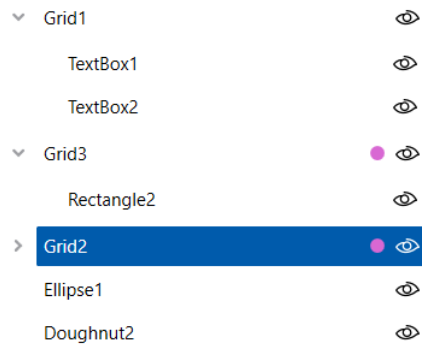 Grid1
TextBox1
TextBox2
Grid3
Rectangle2
Grid2
Ellipse1
Doughnut2